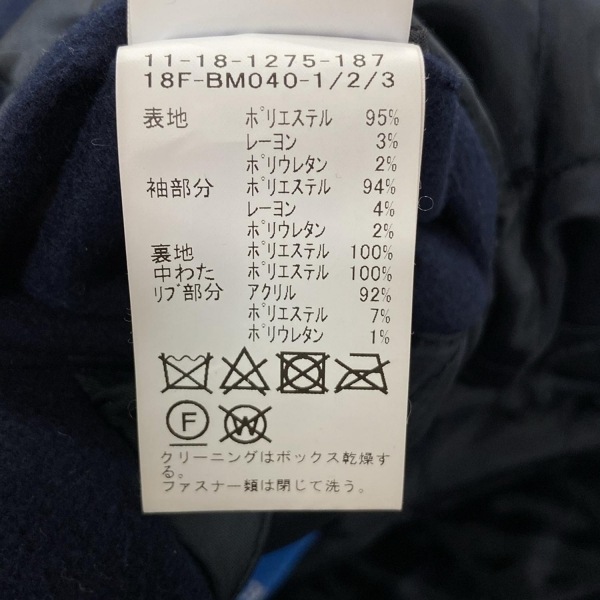 11-18-1275-187
18F-BM040-1/2/3
表地 ポリエステル 95%
レーヨン 3%
ポリウレタン 2%
袖部分 ポリエステル 94%
レーヨン 4%
ポリウレタン 2%
裏地 ポリエステル 100%
中わた ポリエステル 100%
リブ部分 アクリル 92%
ポリエステル 7%
ポリウレタン 1%
F W
クリーニングはボックス乾燥す
る。
ファスナー類は閉じて洗う。